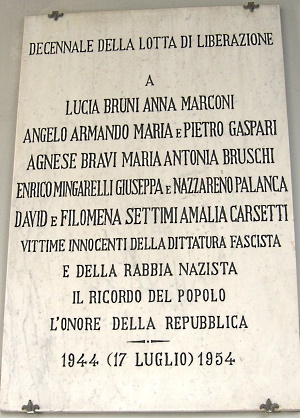 DECENNALE DELLA LOTTA DI LIBERAZIONE
A
LUCIA BRUNI ANNA MARCONI
ANGELO ARMANDO MARIA E PIETRO GASPARI
AGNESE BRAVI MARIA ANTONIA BRUSCHI
ENRICO MINGARELLI GIUSEPPA E NAZZARENO PALANCA
DAVID E FILOMENA SETTIMI AMALIA CARSETTI
VITTIME INNOCENTI DELLA DITTATURA FASCISTA
E DELLA RABBIA NAZISTA
IL RICORDO DEL POPOLO
L'ONORE DELLA REPUBBLICA
1944 (17 LUGLIO) 1954